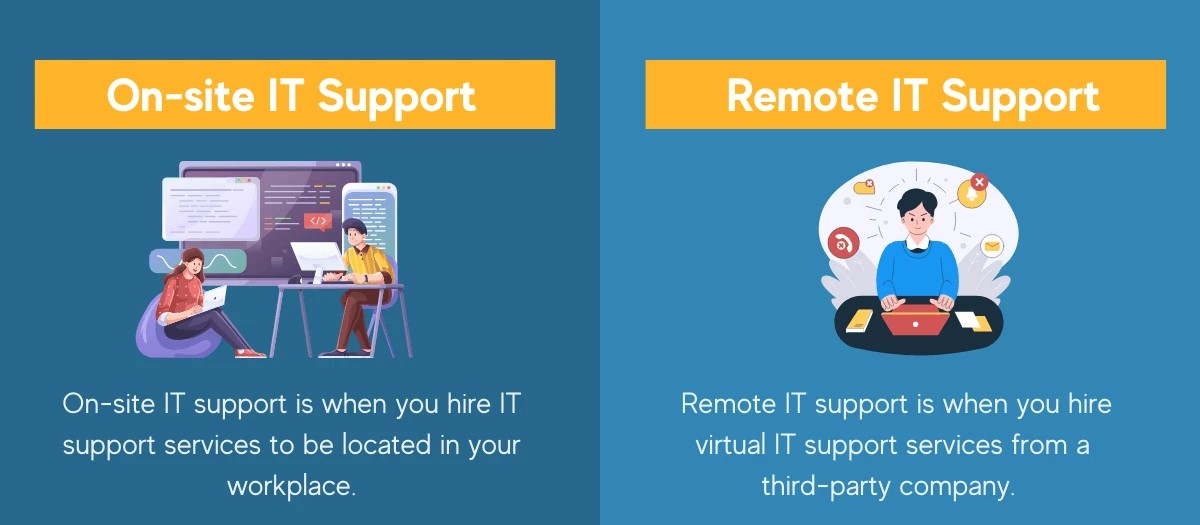 On-site IT Support
On-site IT support is when you hire IT
support services to be located in your
workplace.
Remote IT Support
Remote IT support is when you hire
virtual IT support services from a
third-party company.